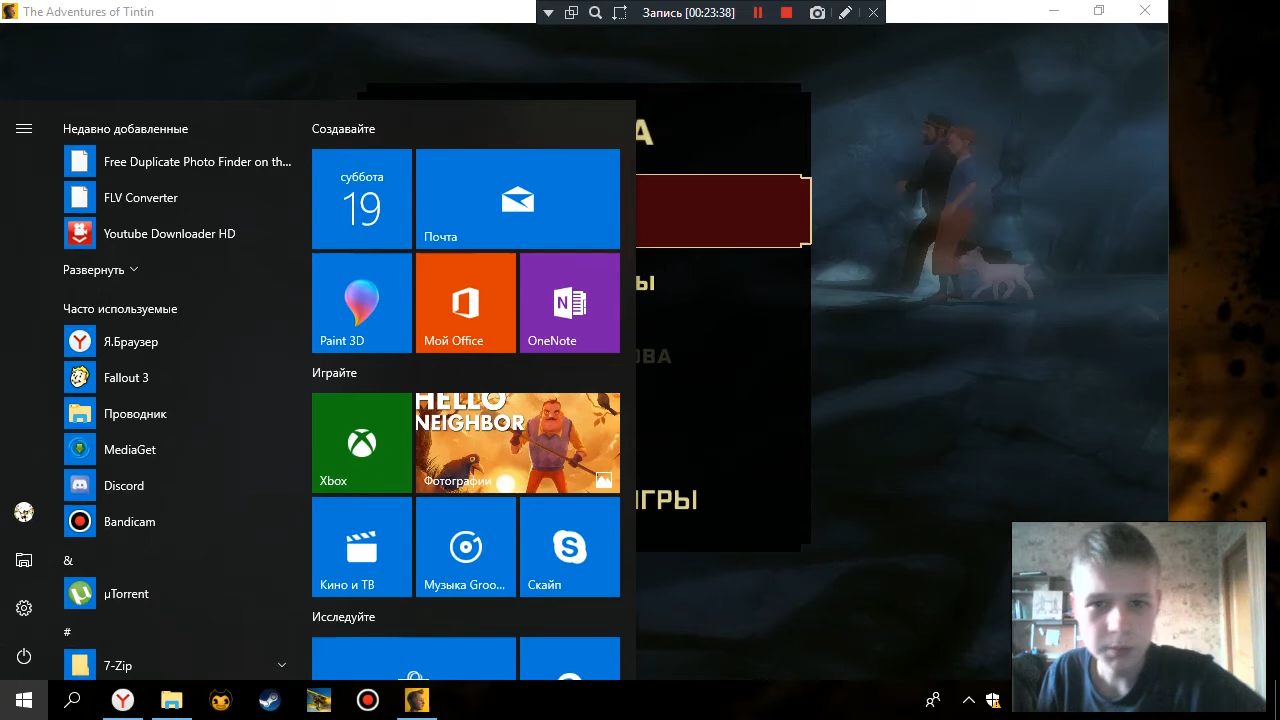 The Adventures of Tintin
Запись [00:23:38]
Недавно добавленные
Free Duplicate Photo Finder on th...
FLV Converter
Youtube Downloader HD
Развернуть
Часто используемые
Я.Браузер
Fallout 3
Проводник
MediaGet
Discord
Bandicam
&
µTorrent
#
7-Zip
Создавайте
суббота
19
Почта
Paint 3D
Мой Office
OneNote
Играйте
Xbox
HELLO
NEIGHBOR
Фотографии
Кино и ТВ
Музыка Groo...
Скайп
Исследуйте
А
Ы
ОВА
ИГРЫ